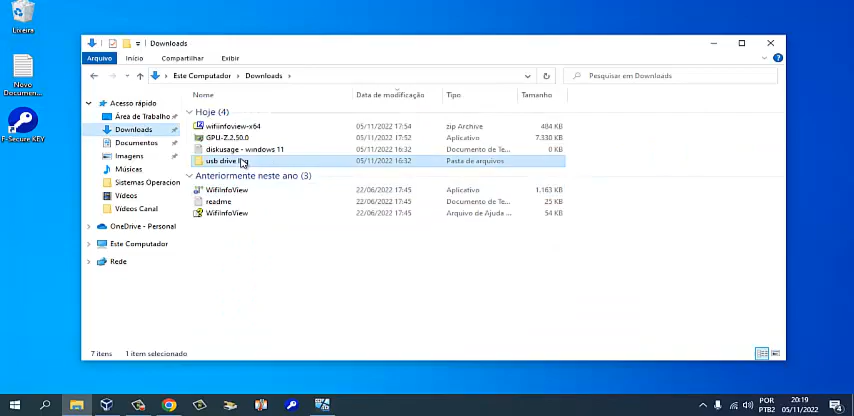 Lixeira
Novo
Documen...
F-Secure KEY
Downloads
Arquivo Início Compartilhar Exibir
Este Computador Downloads
Pesquisar em Downloads
Nome Data de modificação Tipo Tamanho
Acesso rápido
Área de Trabalho
Downloads
Documentos
Imagens
Músicas
Sistemas Operacion
Vídeos
Vídeos Canal
OneDrive - Personal
Este Computador
Rede
Hoje (4)
wifiinfoview-x64 05/11/2022 17:54 zip Archive 484 KB
GPU-Z.2.50.0 05/11/2022 17:52 Aplicativo 7.330 KB
diskusage - windows 11 05/11/2022 16:32 Documento de Te... 0 KB
usb drive 05/11/2022 16:32 Pasta de arquivos
Anteriormente neste ano (3)
WifiInfoView 22/06/2022 17:45 Aplicativo 1.163 KB
readme 22/06/2022 17:45 Documento de Te... 25 KB
WifiInfoView 22/06/2022 17:45 Arquivo de Ajuda ... 54 KB
7 itens 1 item selecionado
POR
PTB2
20:19
05/11/2022
4